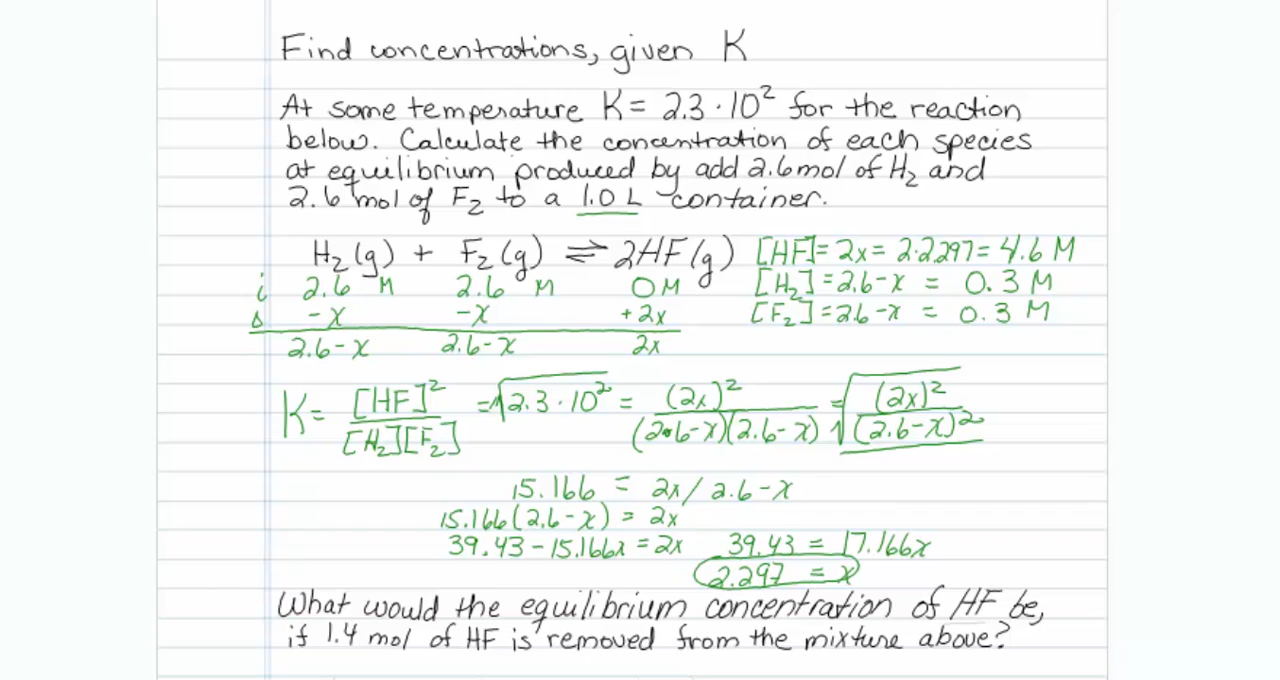 Find concentrations, given K
At some temperature K = 2.3 · 10² for the reaction
below. Calculate the concentration of each species
at equilibrium produced by add 2.6 mol of H₂ and
2.6 mol of F₂ to a 1.0 L container.
H₂(g) + F₂(g) ⇌ 2HF(g) [HF] = 2x = 2·2.297 = 4.6 M
i 2.6 M 2.6 M 0 M [H₂] = 2.6-x = 0.3 M
Δ -x -x +2x [F₂] = 2.6-x = 0.3 M
2.6-x 2.6-x 2x
K = [HF]²/[H₂][F₂] = √2.3 · 10² = (2x)²/(2.6-x)(2.6-x) = √(2x)²/(2.6-x)²
15.166 = 2x / 2.6-x
15.166(2.6-x) = 2x
39.43 - 15.166x = 2x 39.43 = 17.166x
2.297 = x
What would the equilibrium concentration of HF be,
if 1.4 mol of HF is removed from the mixture above?